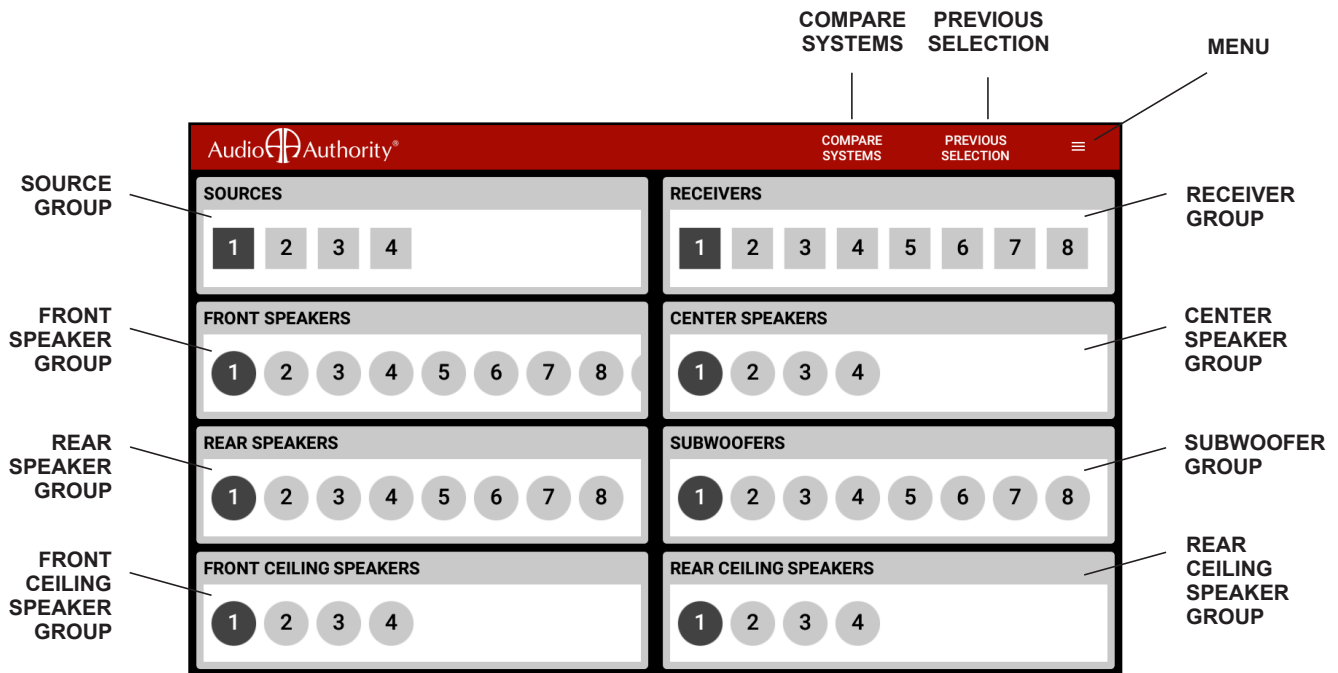 COMPARE
SYSTEMS
PREVIOUS
SELECTION
MENU
Audio Authority®
COMPARE
SYSTEMS
PREVIOUS
SELECTION
SOURCE
GROUP
SOURCES
1 2 3 4
RECEIVERS
1 2 3 4 5 6 7 8
RECEIVER
GROUP
FRONT
SPEAKER
GROUP
FRONT SPEAKERS
1 2 3 4 5 6 7 8
CENTER SPEAKERS
1 2 3 4
CENTER
SPEAKER
GROUP
REAR
SPEAKER
GROUP
REAR SPEAKERS
1 2 3 4 5 6 7 8
SUBWOOFERS
1 2 3 4 5 6 7 8
SUBWOOFER
GROUP
FRONT
CEILING
SPEAKER
GROUP
FRONT CEILING SPEAKERS
1 2 3 4
REAR CEILING SPEAKERS
1 2 3 4
REAR
CEILING
SPEAKER
GROUP